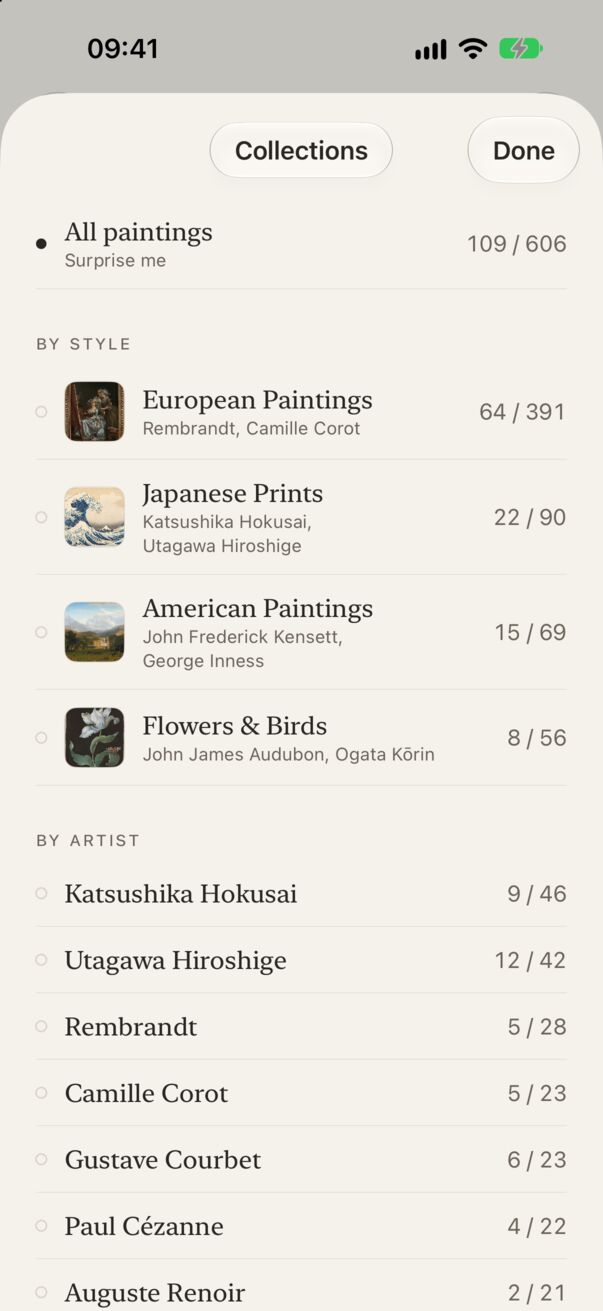 09:41
Collections
Done
All paintings
Surprise me
109 / 606
BY STYLE
European Paintings
Rembrandt, Camille Corot
64 / 391
Japanese Prints
Katsushika Hokusai,
Utagawa Hiroshige
22 / 90
American Paintings
John Frederick Kensett,
George Inness
15 / 69
Flowers & Birds
John James Audubon, Ogata Kōrin
8 / 56
BY ARTIST
Katsushika Hokusai
9 / 46
Utagawa Hiroshige
12 / 42
Rembrandt
5 / 28
Camille Corot
5 / 23
Gustave Courbet
6 / 23
Paul Cézanne
4 / 22
Auguste Renoir
2 / 21